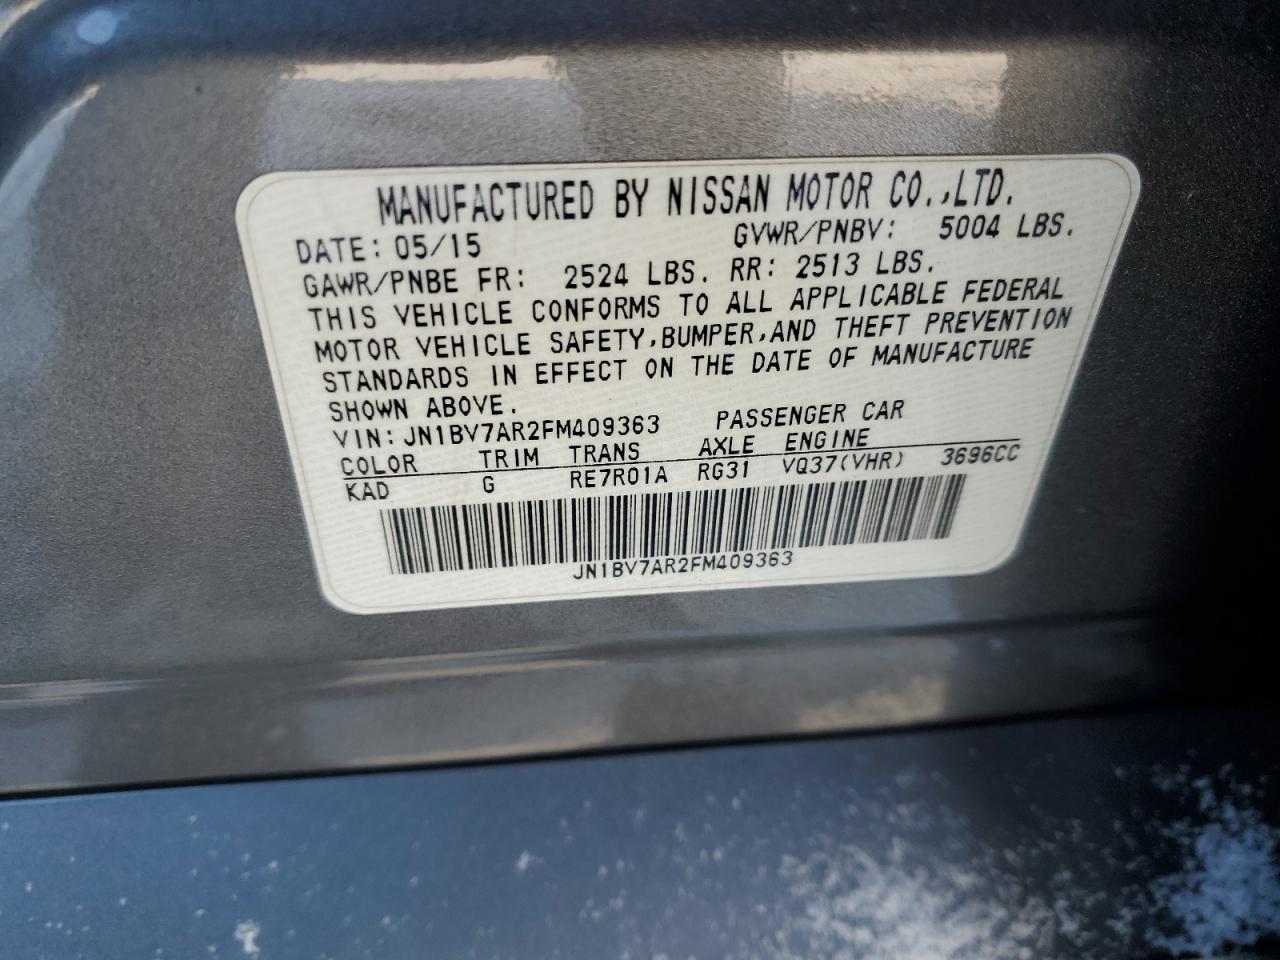 MANUFACTURED BY NISSAN MOTOR CO.,LTD.
DATE: 05/15 GVWR/PNBV: 5004 LBS.
GAWR/PNBE FR: 2524 LBS. RR: 2513 LBS.
THIS VEHICLE CONFORMS TO ALL APPLICABLE FEDERAL
MOTOR VEHICLE SAFETY,BUMPER,AND THEFT PREVENTION
STANDARDS IN EFFECT ON THE DATE OF MANUFACTURE
SHOWN ABOVE.
VIN:JN1BV7AR2FM409363 PASSENGER CAR
COLOR TRIM TRANS AXLE ENGINE
KAD G RE7R01A RG31 VQ37(VHR) 3696CC
JN1BV7AR2FM409363